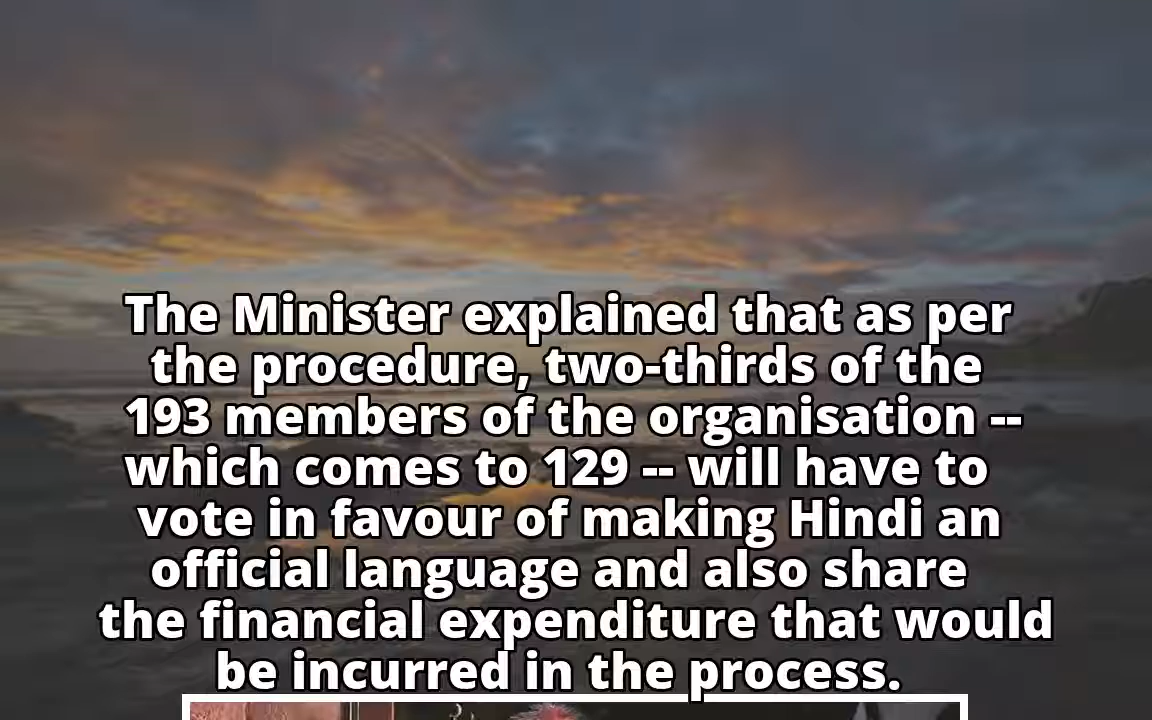 The Minister explained that as per
the procedure, two-thirds of the
193 members of the organisation --
which comes to 129 -- will have to
vote in favour of making Hindi an
official language and also share
the financial expenditure that would
be incurred in the process.